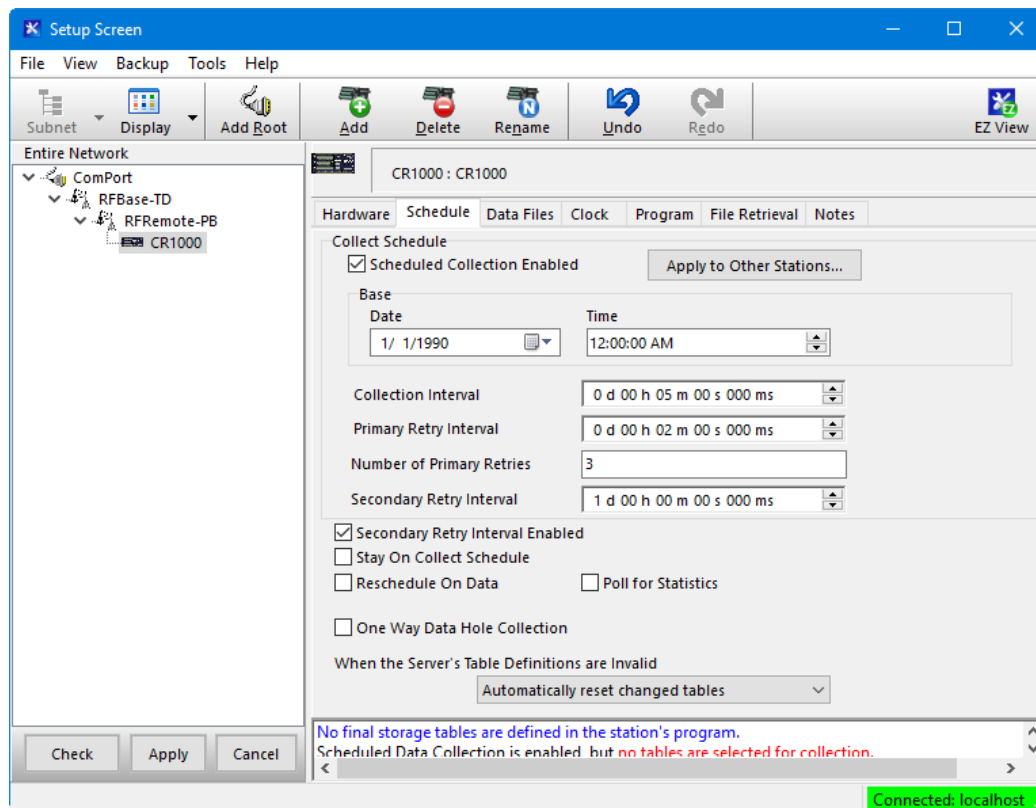 Setup Screen
File View Backup Tools Help
Subnet Display Add Root Add Delete Rename Undo Redo EZ View
EZ
N
Entire Network
ComPort
RFBase-TD
RFRemote-PB
CR1000
CR1000 : CR1000
Hardware Schedule Data Files Clock Program File Retrieval Notes
Collect Schedule
Scheduled Collection Enabled Apply to Other Stations...
Base
Date Time
1/ 1/1990 12:00:00 AM
Collection Interval 0 d 00 h 05 m 00 s 000 ms
Primary Retry Interval 0 d 00 h 02 m 00 s 000 ms
Number of Primary Retries 3
Secondary Retry Interval 1 d 00 h 00 m 00 s 000 ms
Secondary Retry Interval Enabled
Stay On Collect Schedule
Reschedule On Data Poll for Statistics
One Way Data Hole Collection
When the Server's Table Definitions are Invalid
Automatically reset changed tables
No final storage tables are defined in the station's program.
Scheduled Data Collection is enabled, but no tables are selected for collection.
Check Apply Cancel
Connected: localhost